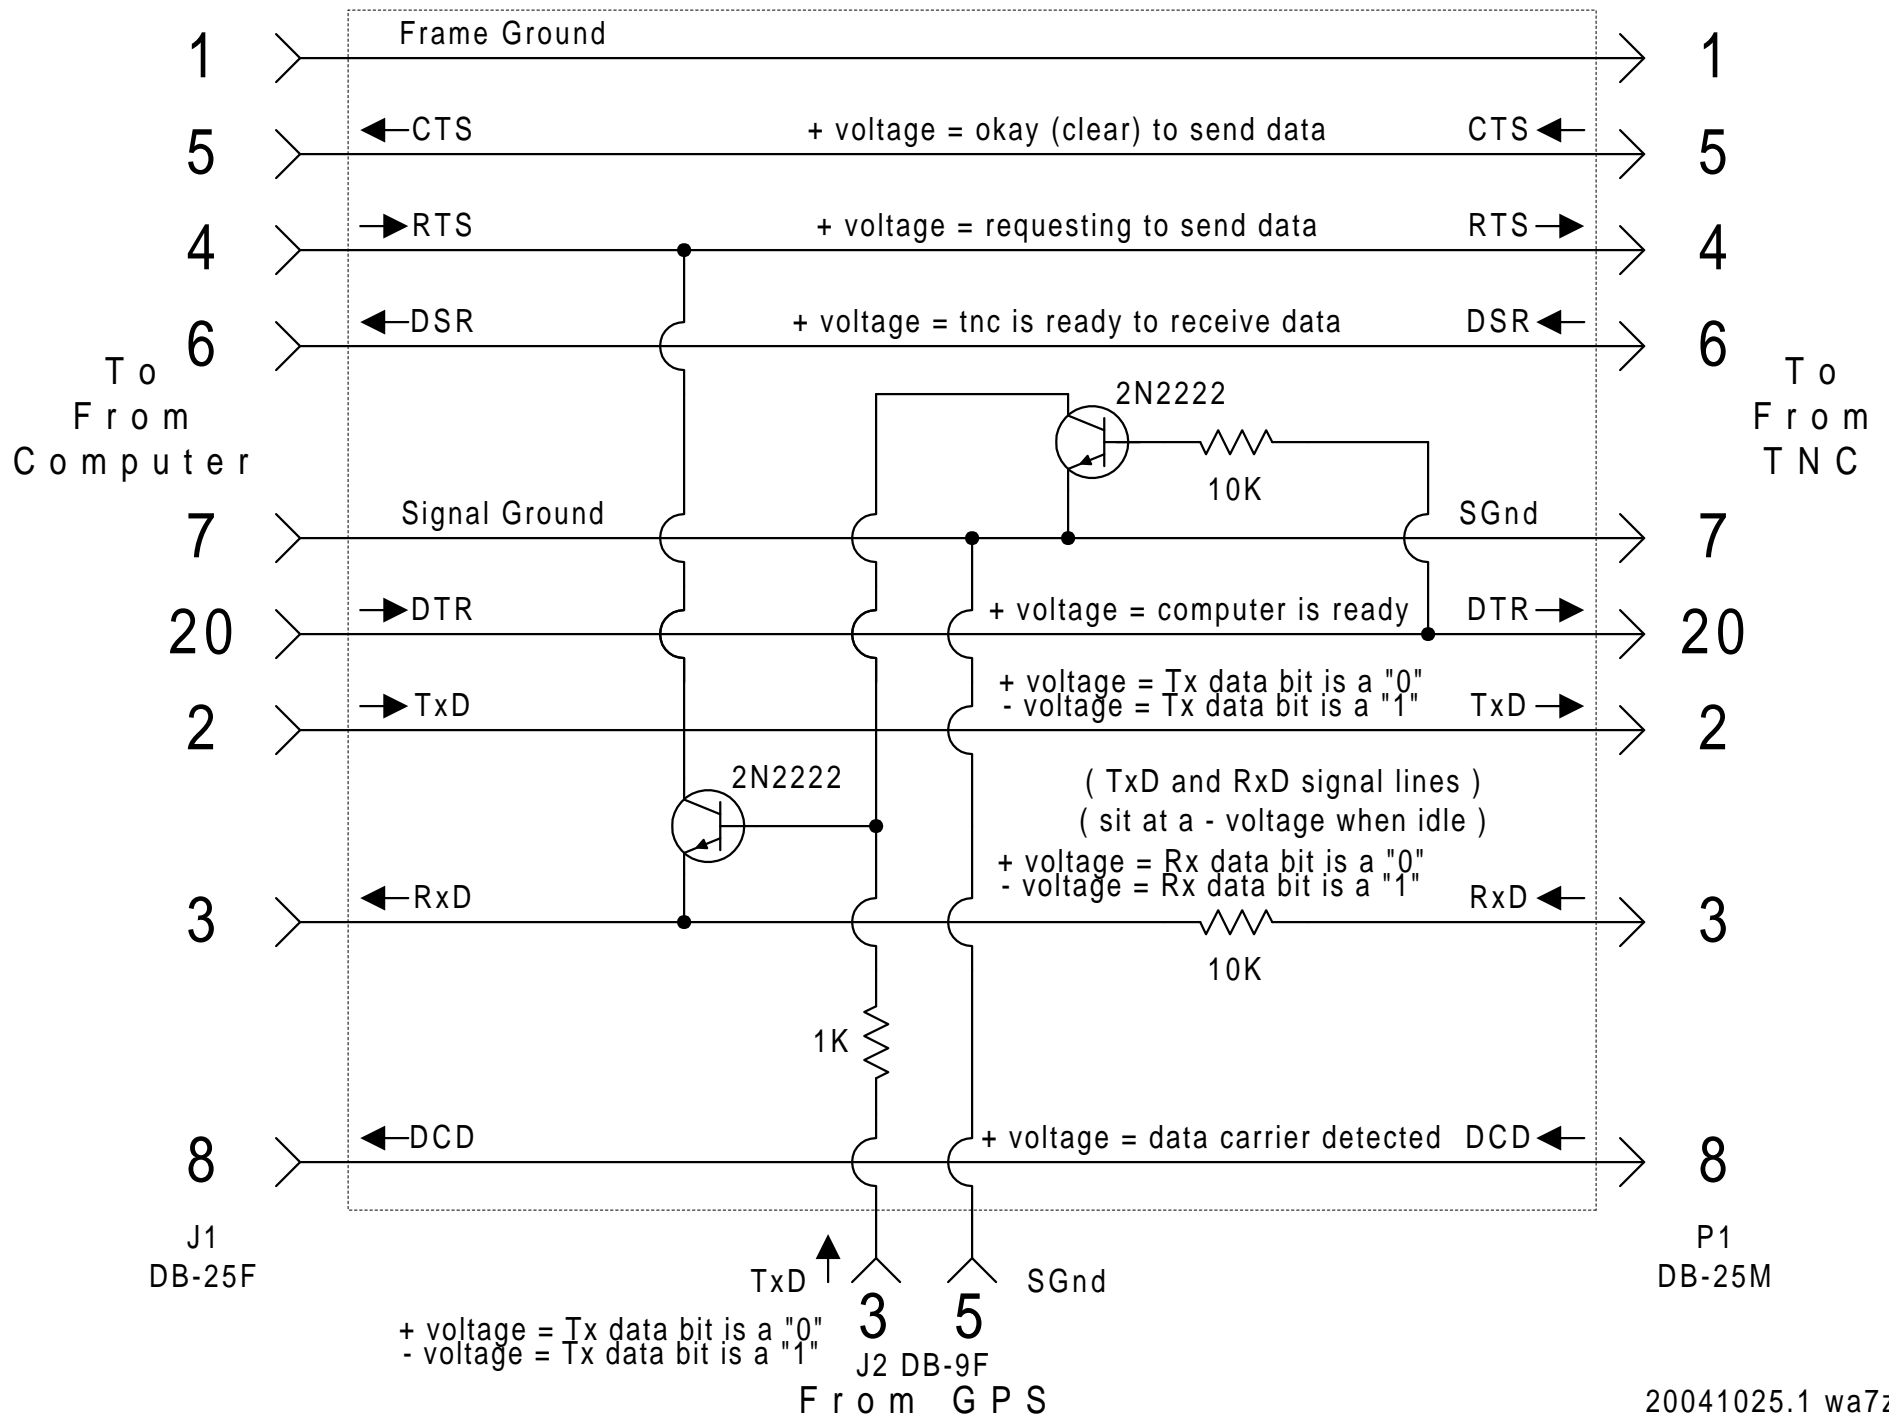 Frame Ground
1
1
CTS
+ voltage = okay (clear) to send data
CTS
5
5
RTS
+ voltage = requesting to send data
RTS
4
4
DSR
+ voltage = tnc is ready to receive data
DSR
6
6
To
From
Computer
To
From
TNC
2N2222
10K
Signal Ground
SGnd
7
7
DTR
+ voltage = computer is ready
DTR
20
20
+ voltage = Tx data bit is a "0"
- voltage = Tx data bit is a "1"
TxD
TxD
2
2
2N2222
( TxD and RxD signal lines )
( sit at a - voltage when idle )
+ voltage = Rx data bit is a "0"
- voltage = Rx data bit is a "1"
RxD
RxD
3
3
10K
1K
DCD
+ voltage = data carrier detected
DCD
8
8
J1
DB-25F
P1
DB-25M
TxD
SGnd
3
5
+ voltage = Tx data bit is a "0"
- voltage = Tx data bit is a "1"
J2 DB-9F
From GPS
20041025.1